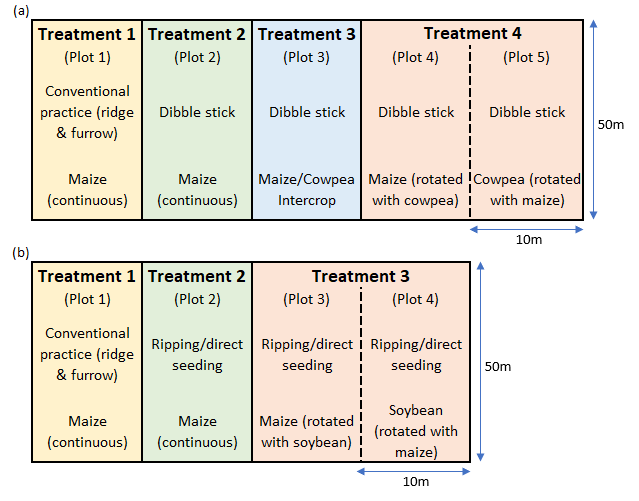 (a)
Treatment 1
(Plot 1)
Conventional
practice (ridge
& furrow)
Maize
(continuous)
Treatment 2
(Plot 2)
Dibble stick
Maize
(continuous)
Treatment 3
(Plot 3)
Dibble stick
Maize/Cowpea
Intercrop
Treatment 4
(Plot 4)
Dibble stick
Maize (rotated
with cowpea)
(Plot 5)
Dibble stick
Cowpea (rotated
with maize)
50m
10m
(b)
Treatment 1
(Plot 1)
Conventional
practice (ridge
& furrow)
Maize
(continuous)
Treatment 2
(Plot 2)
Ripping/direct
seeding
Maize
(continuous)
Treatment 3
(Plot 3)
Ripping/direct
seeding
Maize (rotated
with soybean)
(Plot 4)
Ripping/direct
seeding
Soybean
(rotated with
maize)
50m
10m